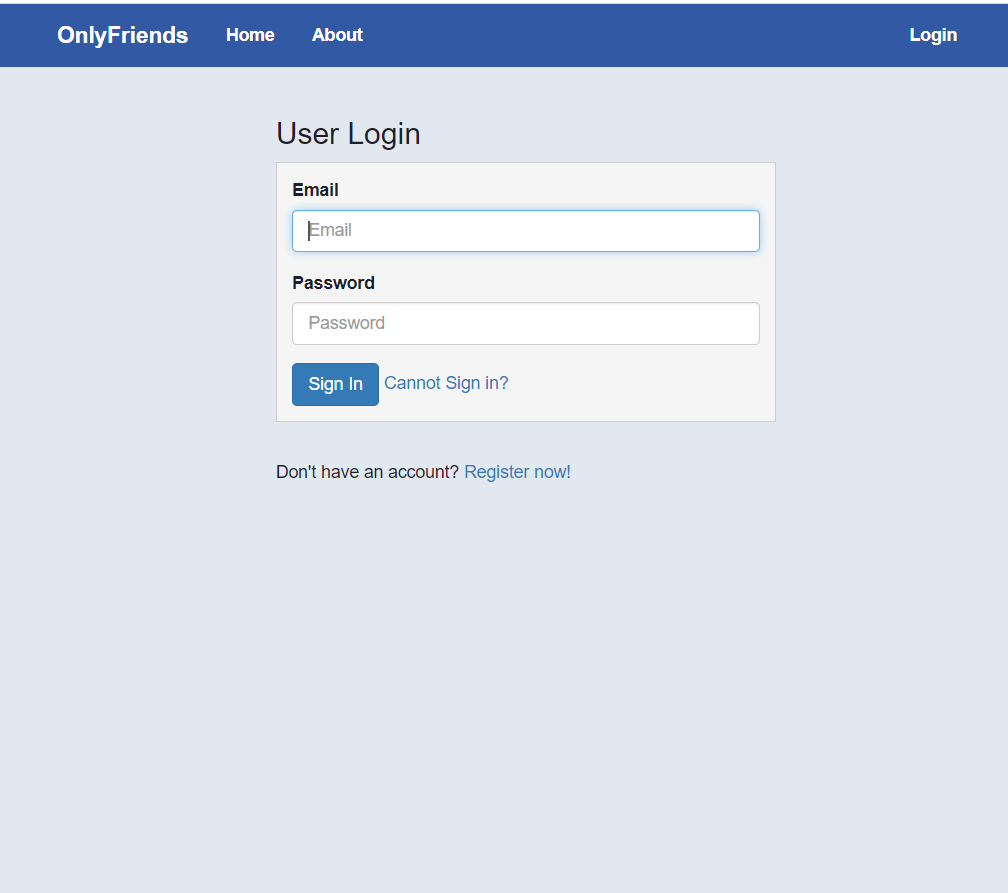 OnlyFriends Home About Login
User Login
Email
Email
Password
Password
Sign In Cannot Sign in?
Don't have an account? Register now!